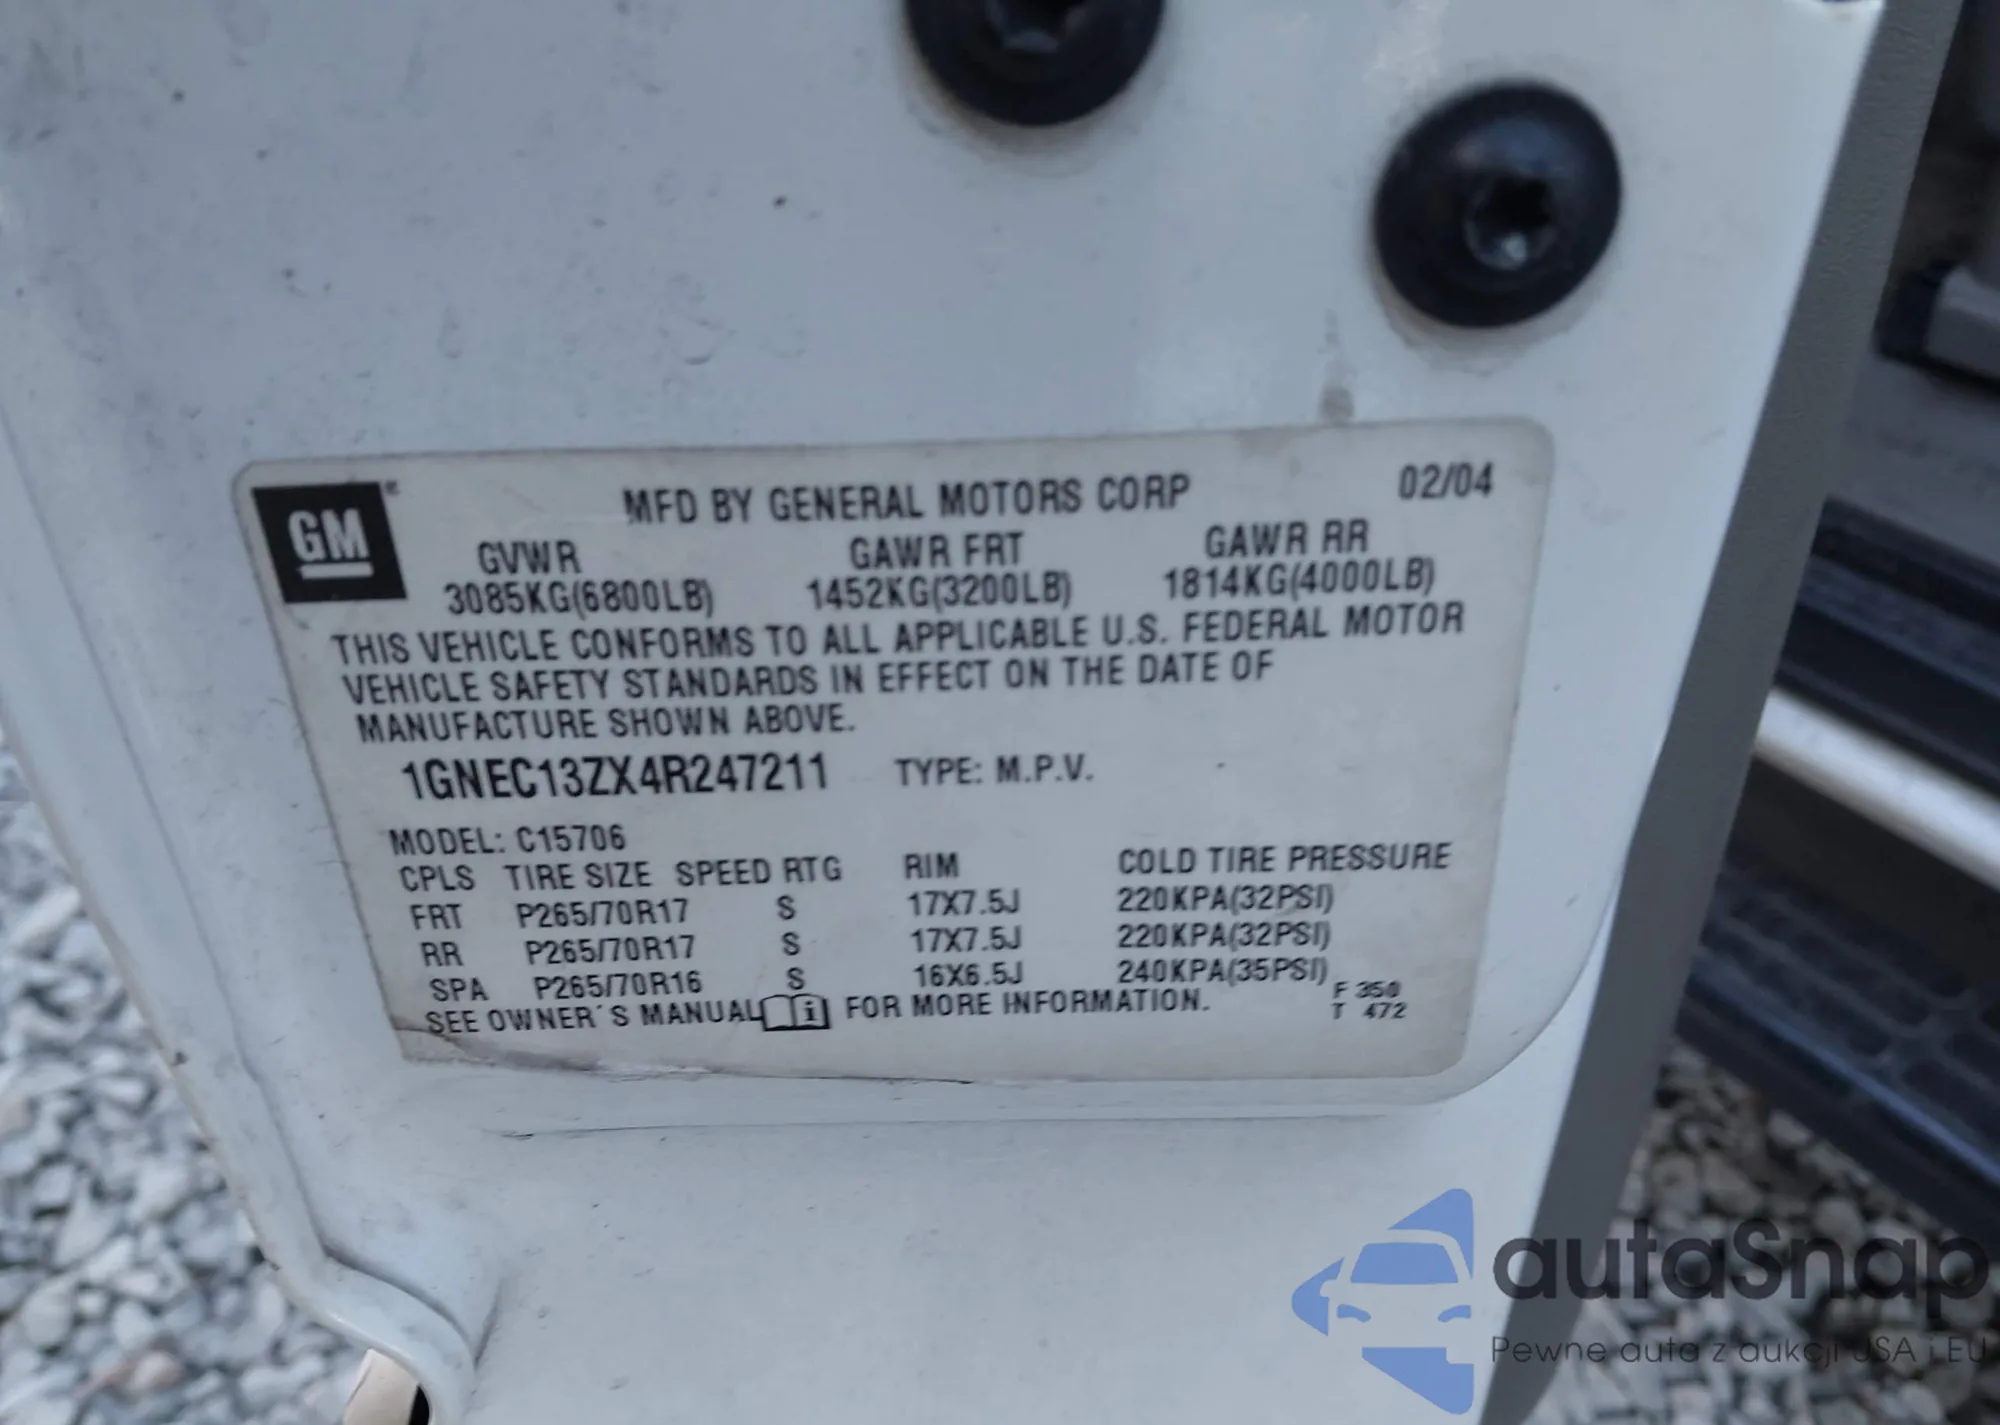 GM
MFD BY GENERAL MOTORS CORP 02/04
GVWR GAWR FRT GAWR RR
3085KG(6800LB) 1452KG(3200LB) 1814KG(4000LB)
THIS VEHICLE CONFORMS TO ALL APPLICABLE U.S. FEDERAL MOTOR
VEHICLE SAFETY STANDARDS IN EFFECT ON THE DATE OF
MANUFACTURE SHOWN ABOVE.
1GNEC13ZX4R247211 TYPE: M.P.V.
MODEL: C15706
CPLS TIRE SIZE SPEED RTG RIM COLD TIRE PRESSURE
FRT P265/70R17 S 17X7.5J 220KPA(32PSI)
RR P265/70R17 S 17X7.5J 220KPA(32PSI)
SPA P265/70R16 S 16X6.5J 240KPA(35PSI)
SEE OWNER'S MANUAL i FOR MORE INFORMATION.
F 350
T 472
autaSnap
Pewne auta z aukcji USA i EU